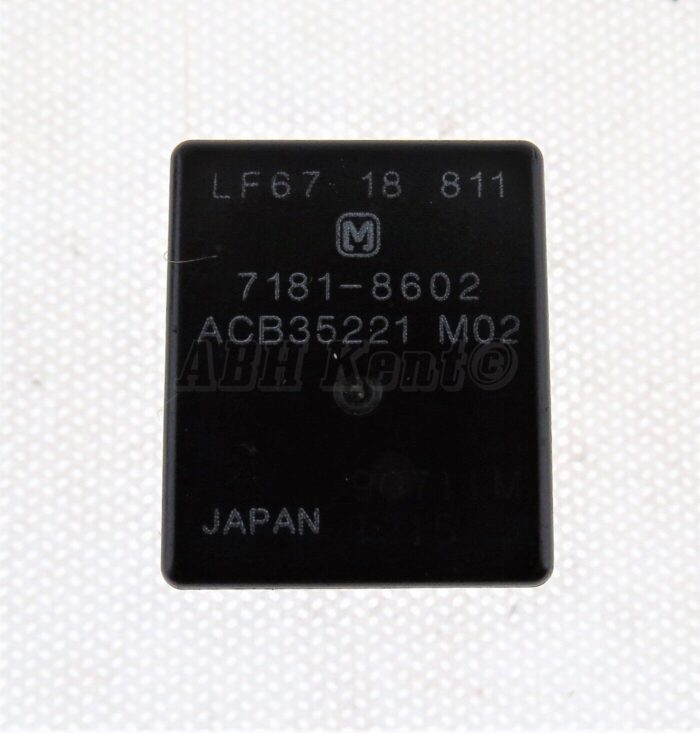 LF67 18 811
M
7181-8602
ACB35221 M02
ABH Kent©
JAPAN